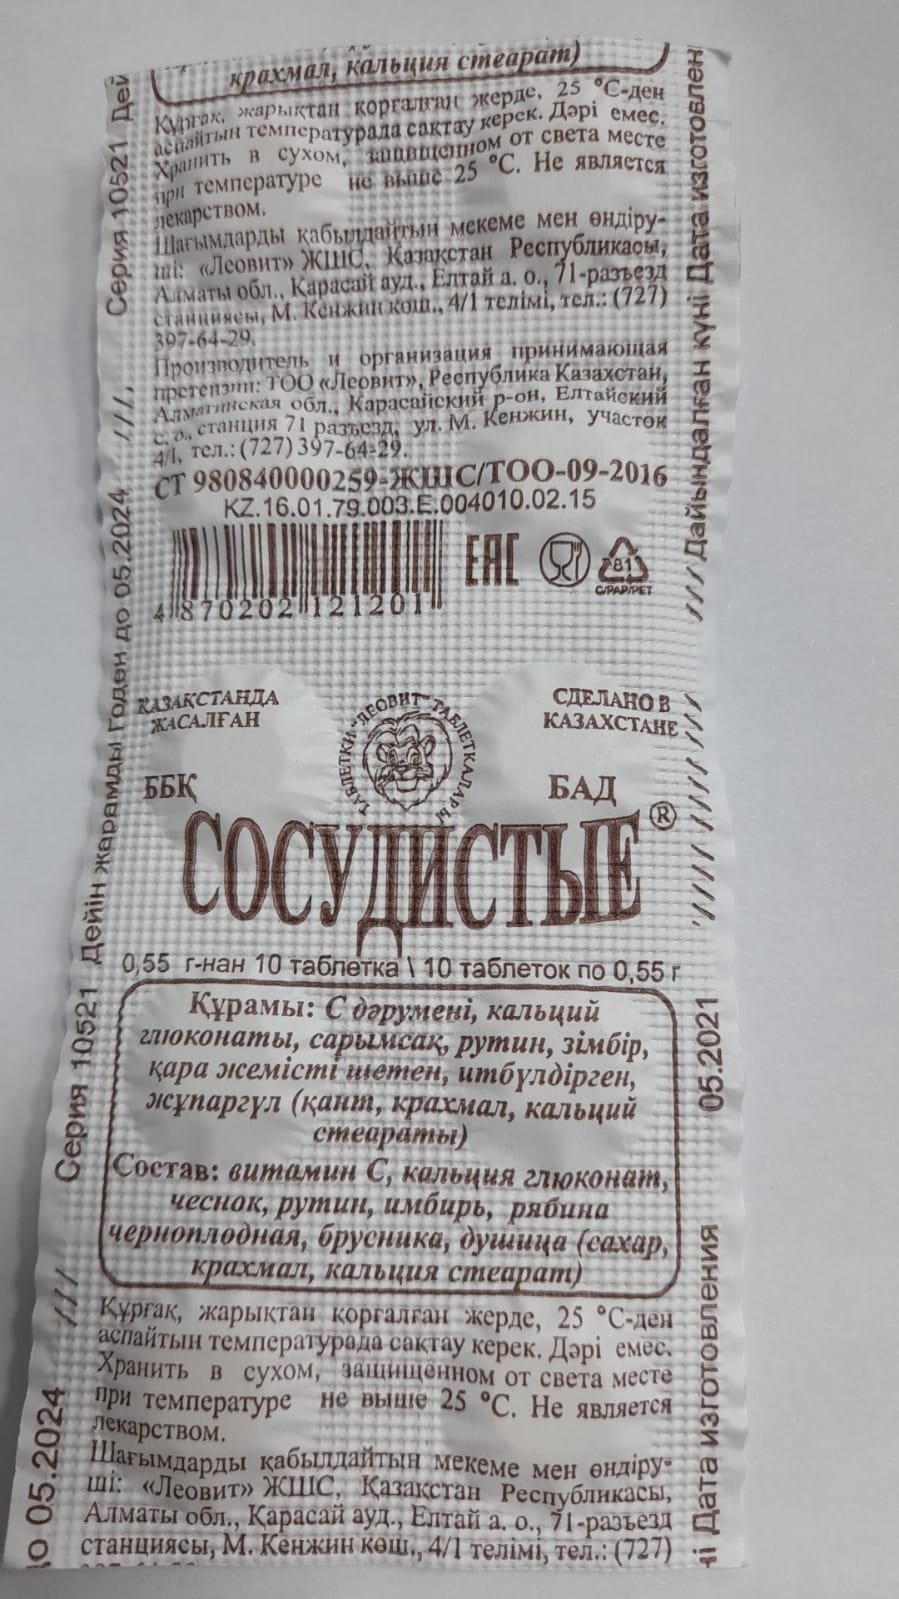 крахмал, кальция стеарат)
Құрғақ, жарықтан қорғалған жерде, 25 °С-ден
аспайтын температурада сақтау керек. Дәрі емес.
Хранить в сухом, защищенном от света месте
при температуре не выше 25 °С. Не является
лекарством.
Шағымдарды қабылдайтын мекеме мен өндіру-
ші: «Леовит» ЖШС, Қазақстан Республикасы,
Алматы обл., Қарасай ауд., Елтай а. о., 71-разъезд
станциясы, М. Кенжин көш., 4/1 телімі, тел.: (727)
397-64-29.
Производитель и организация принимающая
претензии: ТОО «Леовит», Республика Казахстан,
Алматинская обл., Карасайский р-он, Елтайский
с. о., станция 71 разъезд, ул. М. Кенжин, участок
4/1, тел.: (727) 397-64-29.
СТ 980840000259-ЖШС/ТОО-09-2016
KZ.16.01.79.003.E.004010.02.15
4 870202 121201
ЕАС
81
C/PAP/PET
ҚАЗАҚСТАНДА
ЖАСАЛҒАН
ТАБЛЕТКИ "ЛЕОВИТ" ТАБЛЕТКАЛАРЫ
СДЕЛАНО В
КАЗАХСТАНЕ
ББҚ
БАД
СОСУДИСТЫЕ®
0,55 г-нан 10 таблетка \ 10 таблеток по 0,55 г
Құрамы: С дәрумені, кальций
глюконаты, сарымсақ, рутин, зімбір,
қара жемісті шетен, итбүлдірген,
жұпаргүл (қант, крахмал, кальций
стеараты)
Состав: витамин С, кальция глюконат,
чеснок, рутин, имбирь, рябина
черноплодная, брусника, душица (сахар,
крахмал, кальция стеарат)
Құрғақ, жарықтан қорғалған жерде, 25 °С-ден
аспайтын температурада сақтау керек. Дәрі емес.
Хранить в сухом, защищенном от света месте
при температуре не выше 25 °С. Не является
лекарством.
Шағымдарды қабылдайтын мекеме мен өндіру-
ші: «Леовит» ЖШС, Қазақстан Республикасы,
Алматы обл., Қарасай ауд., Елтай а. о., 71-разъезд
станциясы, М. Кенжин көш., 4/1 телімі, тел.: (727)
до 05.2024 /// Серия 10521 Дейін жарамды Годен до 05.2024 ///, Серия 10521 Дей
ні Дата изготовления 05.2021 //// //// //// /// Дайындалған күні Дата изготовлен